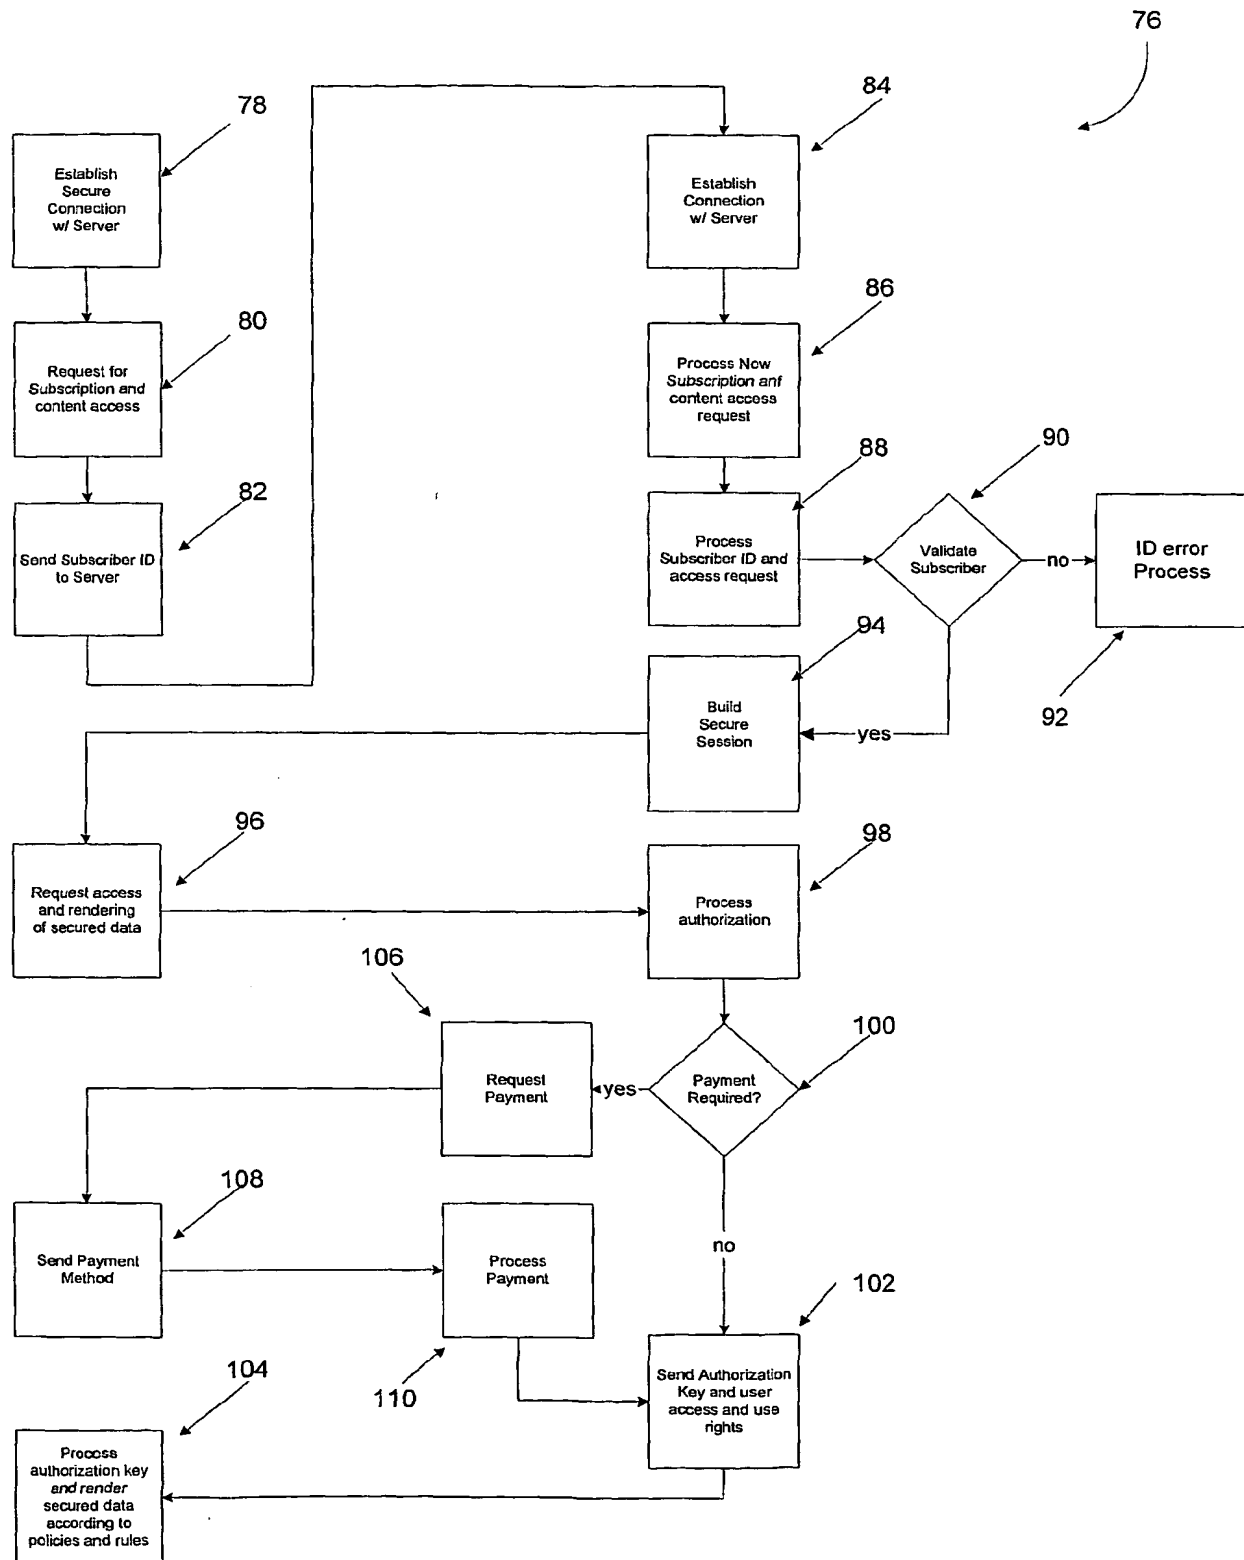 76
78
84
Establish
Secure
Connection
w/ Server
Establish
Connection
w/ Server
80
86
Request for
Subscription and
content access
Process New
Subscription anf
content access
request
82
88
90
Send Subscriber ID
to Server
Process
Subscriber ID and
access request
Validate
Subscriber
no
ID error
Process
94
92
Build
Secure
Session
yes
96
98
Request access
and rendering
of secured data
Process
authorization
106
100
Request
Payment
yes
Payment
Required?
108
Send Payment
Method
Process
Payment
no
102
110
104
Send Authorization
Key and user
access and use
rights
Process
authorization key
and render
secured data
according to
policies and rules